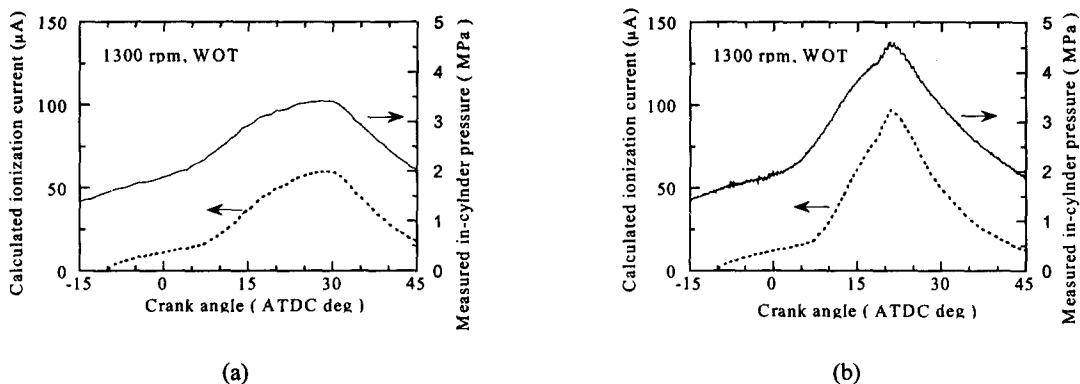 Calculated ionization current (μA)
150
100
50
0
1300 rpm, WOT
5
4
3
2
1
0
Measured in-cylnder pressure ( MPa)
-15 0 15 30 45
Crank angle ( ATDC deg )
(a)
Calculated ionization current (μA)
150
100
50
0
1300 rpm, WOT
5
4
3
2
1
0
Measured in-cylnder pressure ( MPa)
-15 0 15 30 45
Crank angle ( ATDC deg )
(b)